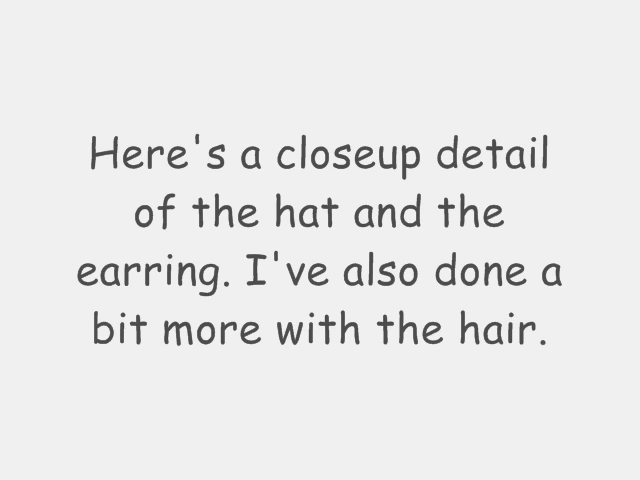 Here's a closeup detail
of the hat and the
earring. I've also done a
bit more with the hair.